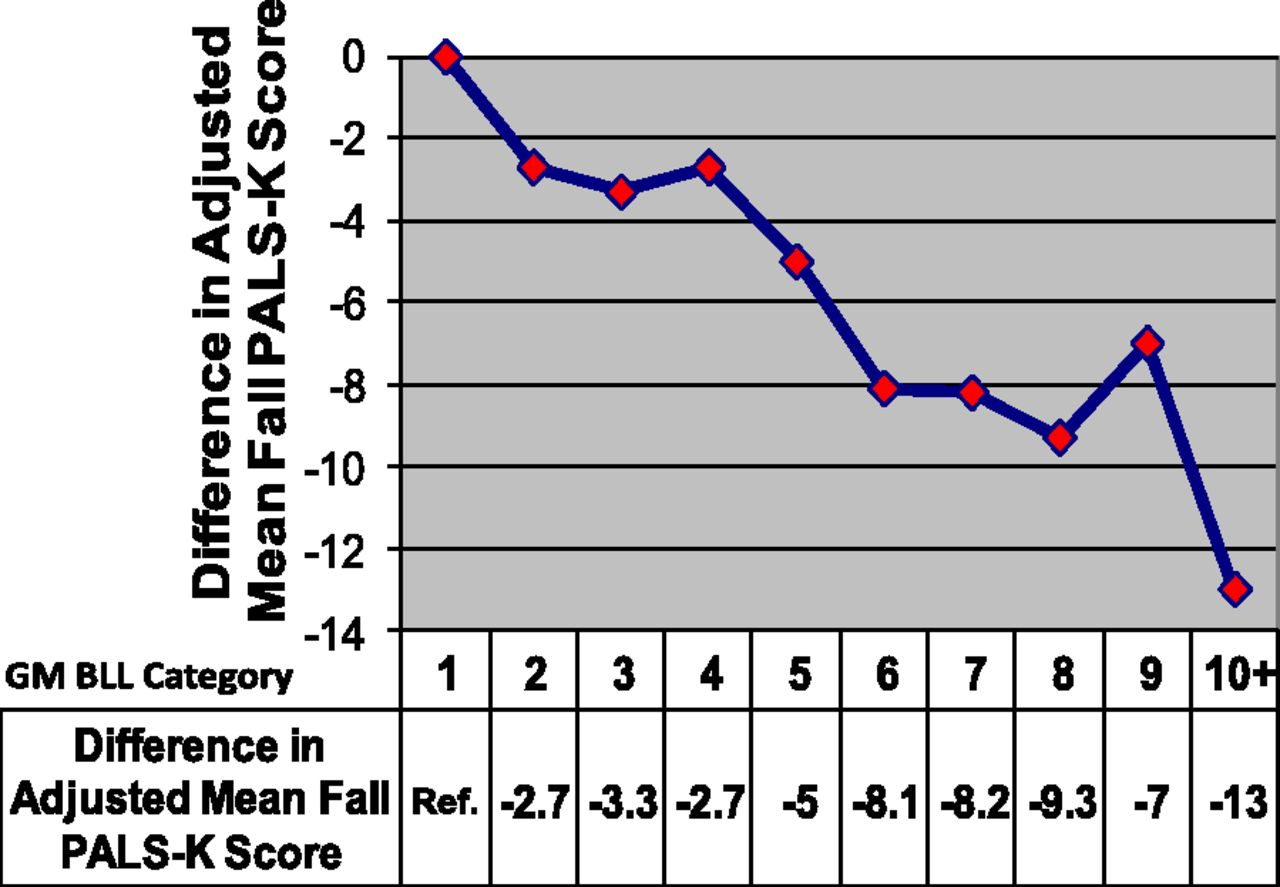 Difference in Adjusted
Mean Fall PALS-K Score
0
-2
-4
-6
-8
-10
-12
-14
GM BLL Category 1 2 3 4 5 6 7 8 9 10+
Difference in
Adjusted Mean Fall
PALS-K Score
Ref. -2.7 -3.3 -2.7 -5 -8.1 -8.2 -9.3 -7 -13